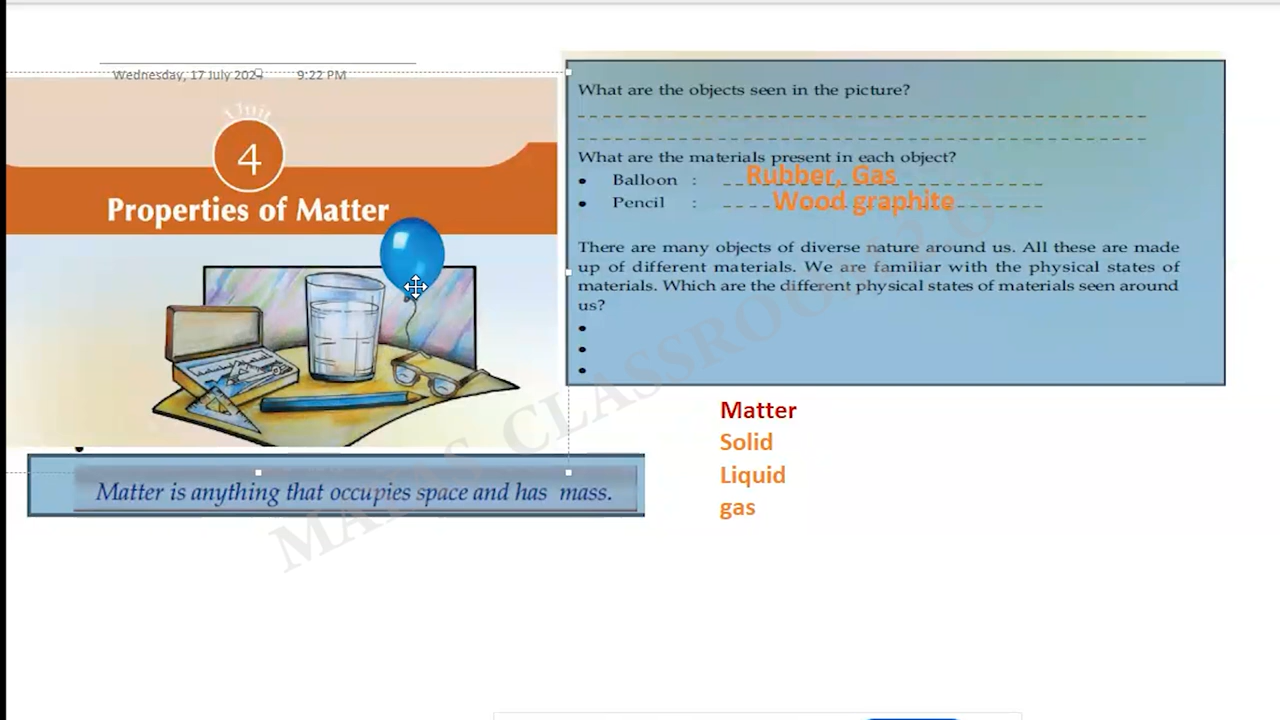 Wednesday, 17 July 2024 9:22 PM
Unit
4
Properties of Matter
Matter is anything that occupies space and has mass.
What are the objects seen in the picture?
What are the materials present in each object?
• Balloon : Rubber, Gas
• Pencil : Wood graphite
There are many objects of diverse nature around us. All these are made
up of different materials. We are familiar with the physical states of
materials. Which are the different physical states of materials seen around
us?
•
•
•
Matter
Solid
Liquid
gas